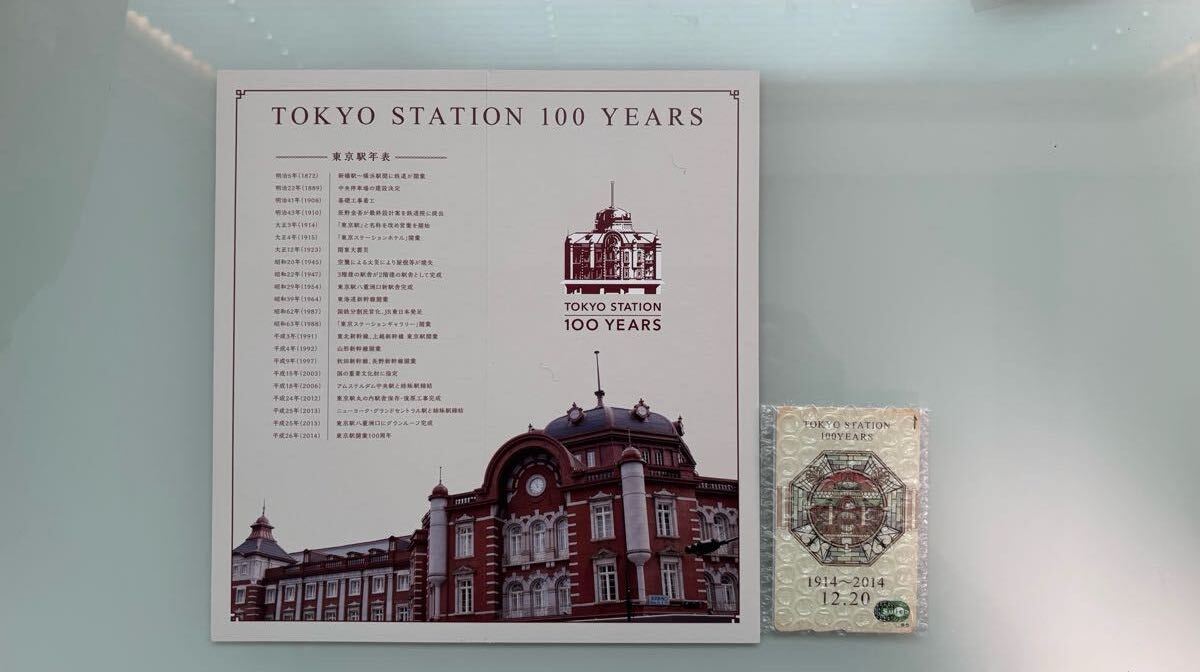 TOKYO STATION 100 YEARS
東京駅年表
明治5年(1872) 新橋駅〜横浜駅間に鉄道が開業
明治22年(1889) 中央停車場の建設決定
明治41年(1908) 基礎工事着工
明治43年(1910) 辰野金吾が最終設計案を鉄道院に提出
大正3年(1914) 「東京駅」と名称を改め営業を開始
大正4年(1915) 「東京ステーションホテル」開業
大正12年(1923) 関東大震災
昭和20年(1945) 空襲による火災により屋根等が焼失
昭和22年(1947) 3階建の駅舎が2階建の駅舎として完成
昭和29年(1954) 東京駅八重洲口新駅舎完成
昭和39年(1964) 東海道新幹線開業
昭和62年(1987) 国鉄分割民営化、JR東日本発足
昭和63年(1988) 「東京ステーションギャラリー」開業
平成3年(1991) 東北新幹線、上越新幹線 東京駅開業
平成4年(1992) 山形新幹線開業
平成9年(1997) 秋田新幹線、長野新幹線開業
平成15年(2003) 国の重要文化財に指定
平成18年(2006) アムステルダム中央駅と姉妹駅締結
平成24年(2012) 東京駅丸の内駅舎保存・復原工事完成
平成25年(2013) ニューヨーク・グランドセントラル駅と姉妹駅締結
平成25年(2013) 東京駅八重洲口にグランルーフ完成
平成26年(2014) 東京駅開業100周年
TOKYO STATION
100 YEARS
TOKYO STATION
100YEARS
1914〜2014
12.20
Suica